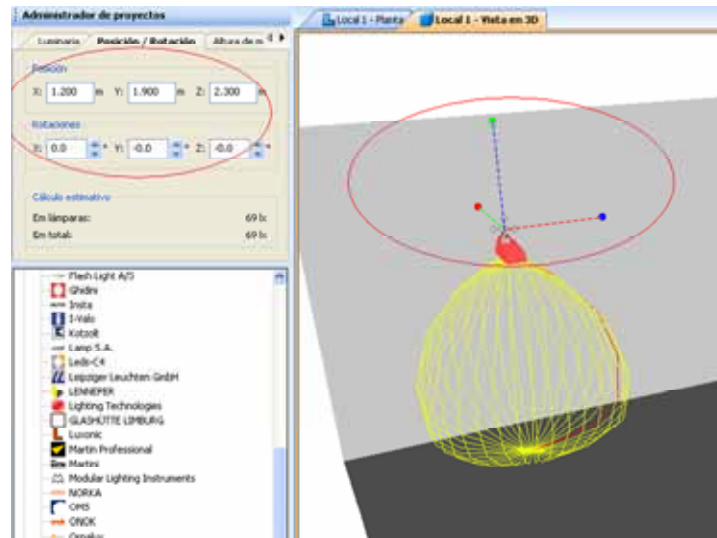 Administrador de proyectos
Luminaria
Posición / Rotación
Altura de m
Posición
X: 1.200 m Y: 1.900 m Z: 2.300 m
Rotaciones
X: 0.0 ° Y: -0.0 ° Z: -0.0 °
Cálculo estimativo
Em lámparas: 69 lx
Em total: 69 lx
Flash Light A/S
Ghidini
Insta
I-Valo
Kotzolt
Lamp S.A.
Leds-C4
Leipziger Leuchten GmbH
LENNEPER
Lighting Technologies
GLASHÜTTE LIMBURG
Luxonic
Martin Professional
Martini
Modular Lighting Instruments
NORKA
OMS
ONOK
Ornalux
Local 1 - Planta
Local 1 - Vista en 3D